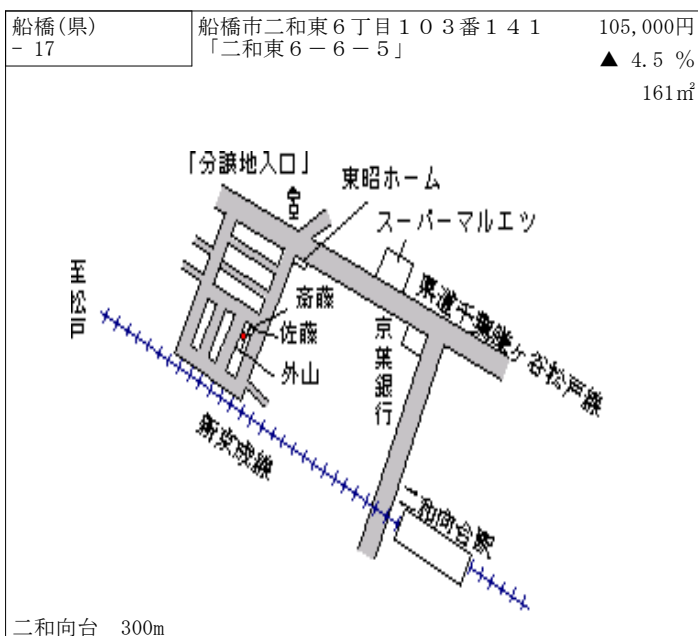 船橋(県)
- 17
船橋市二和東６丁目１０３番１４１
「二和東６－６－５」
105,000円
▲ 4.5 %
161㎡
「分譲地入口」
東昭ホーム
スーパーマルエツ
県道千葉鎌ヶ谷松戸線
至松戸
斎藤
佐藤
外山
京葉銀行
新京成線
二和向台駅
二和向台　300m